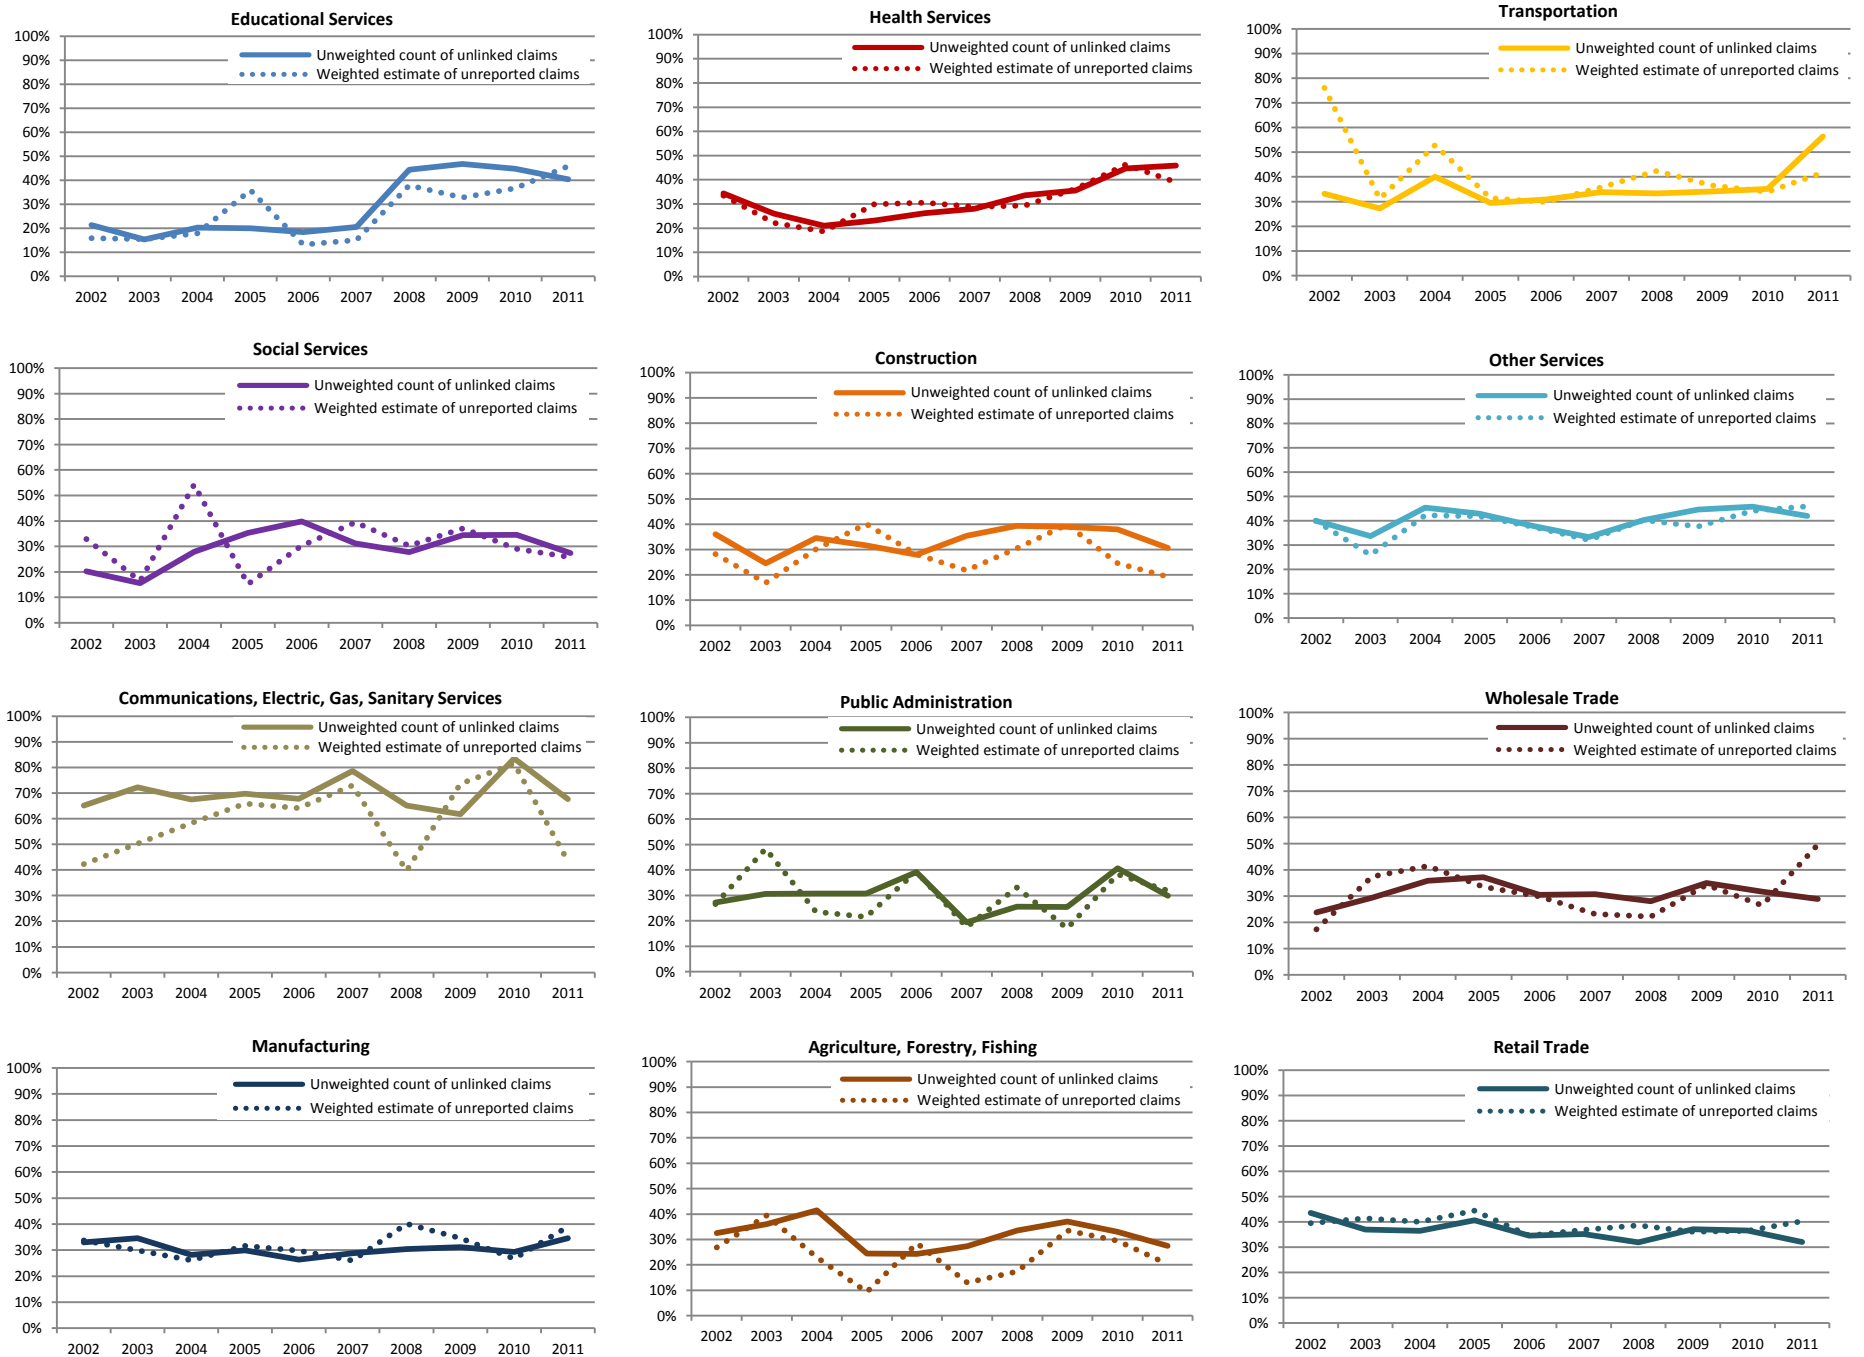 Educational Services
100%
90%
80%
70%
60%
50%
40%
30%
20%
10%
0%
Unweighted count of unlinked claims
Weighted estimate of unreported claims
2002 2003 2004 2005 2006 2007 2008 2009 2010 2011
Health Services
100%
90%
80%
70%
60%
50%
40%
30%
20%
10%
0%
Unweighted count of unlinked claims
Weighted estimate of unreported claims
2002 2003 2004 2005 2006 2007 2008 2009 2010 2011
Transportation
100%
90%
80%
70%
60%
50%
40%
30%
20%
10%
0%
Unweighted count of unlinked claims
Weighted estimate of unreported claims
2002 2003 2004 2005 2006 2007 2008 2009 2010 2011
Social Services
100%
90%
80%
70%
60%
50%
40%
30%
20%
10%
0%
Unweighted count of unlinked claims
Weighted estimate of unreported claims
2002 2003 2004 2005 2006 2007 2008 2009 2010 2011
Construction
100%
90%
80%
70%
60%
50%
40%
30%
20%
10%
0%
Unweighted count of unlinked claims
Weighted estimate of unreported claims
2002 2003 2004 2005 2006 2007 2008 2009 2010 2011
Other Services
100%
90%
80%
70%
60%
50%
40%
30%
20%
10%
0%
Unweighted count of unlinked claims
Weighted estimate of unreported claims
2002 2003 2004 2005 2006 2007 2008 2009 2010 2011
Communications, Electric, Gas, Sanitary Services
100%
90%
80%
70%
60%
50%
40%
30%
20%
10%
0%
Unweighted count of unlinked claims
Weighted estimate of unreported claims
2002 2003 2004 2005 2006 2007 2008 2009 2010 2011
Public Administration
100%
90%
80%
70%
60%
50%
40%
30%
20%
10%
0%
Unweighted count of unlinked claims
Weighted estimate of unreported claims
2002 2003 2004 2005 2006 2007 2008 2009 2010 2011
Wholesale Trade
100%
90%
80%
70%
60%
50%
40%
30%
20%
10%
0%
Unweighted count of unlinked claims
Weighted estimate of unreported claims
2002 2003 2004 2005 2006 2007 2008 2009 2010 2011
Manufacturing
100%
90%
80%
70%
60%
50%
40%
30%
20%
10%
0%
Unweighted count of unlinked claims
Weighted estimate of unreported claims
2002 2003 2004 2005 2006 2007 2008 2009 2010 2011
Agriculture, Forestry, Fishing
100%
90%
80%
70%
60%
50%
40%
30%
20%
10%
0%
Unweighted count of unlinked claims
Weighted estimate of unreported claims
2002 2003 2004 2005 2006 2007 2008 2009 2010 2011
Retail Trade
100%
90%
80%
70%
60%
50%
40%
30%
20%
10%
0%
Unweighted count of unlinked claims
Weighted estimate of unreported claims
2002 2003 2004 2005 2006 2007 2008 2009 2010 2011